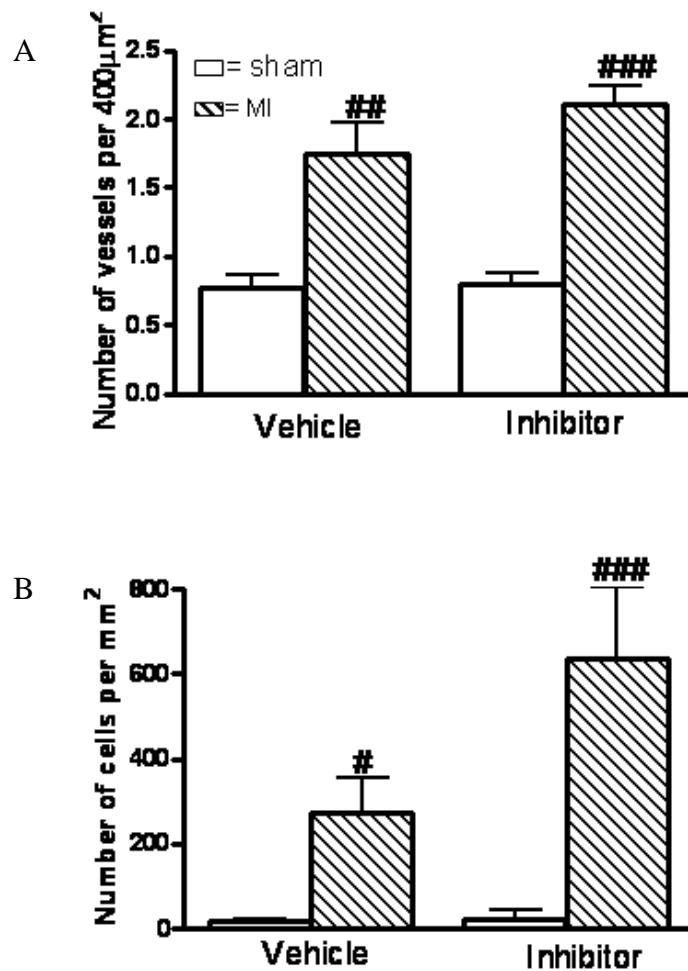 A
Number of vessels per 400µm²
2.5
2.0
1.5
1.0
0.5
0.0
= sham
= MI
##
###
Vehicle
Inhibitor
B
Number of cells per mm²
800
600
400
200
0
#
###
Vehicle
Inhibitor